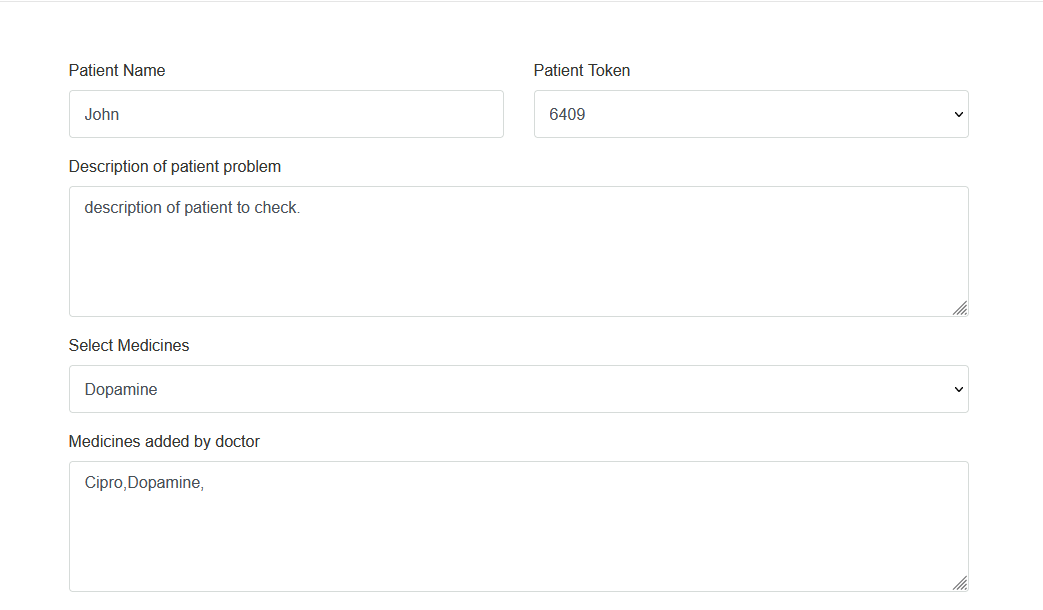 Patient Name
Patient Token
John
6409
Description of patient problem
description of patient to check.
Select Medicines
Dopamine
Medicines added by doctor
Cipro,Dopamine,